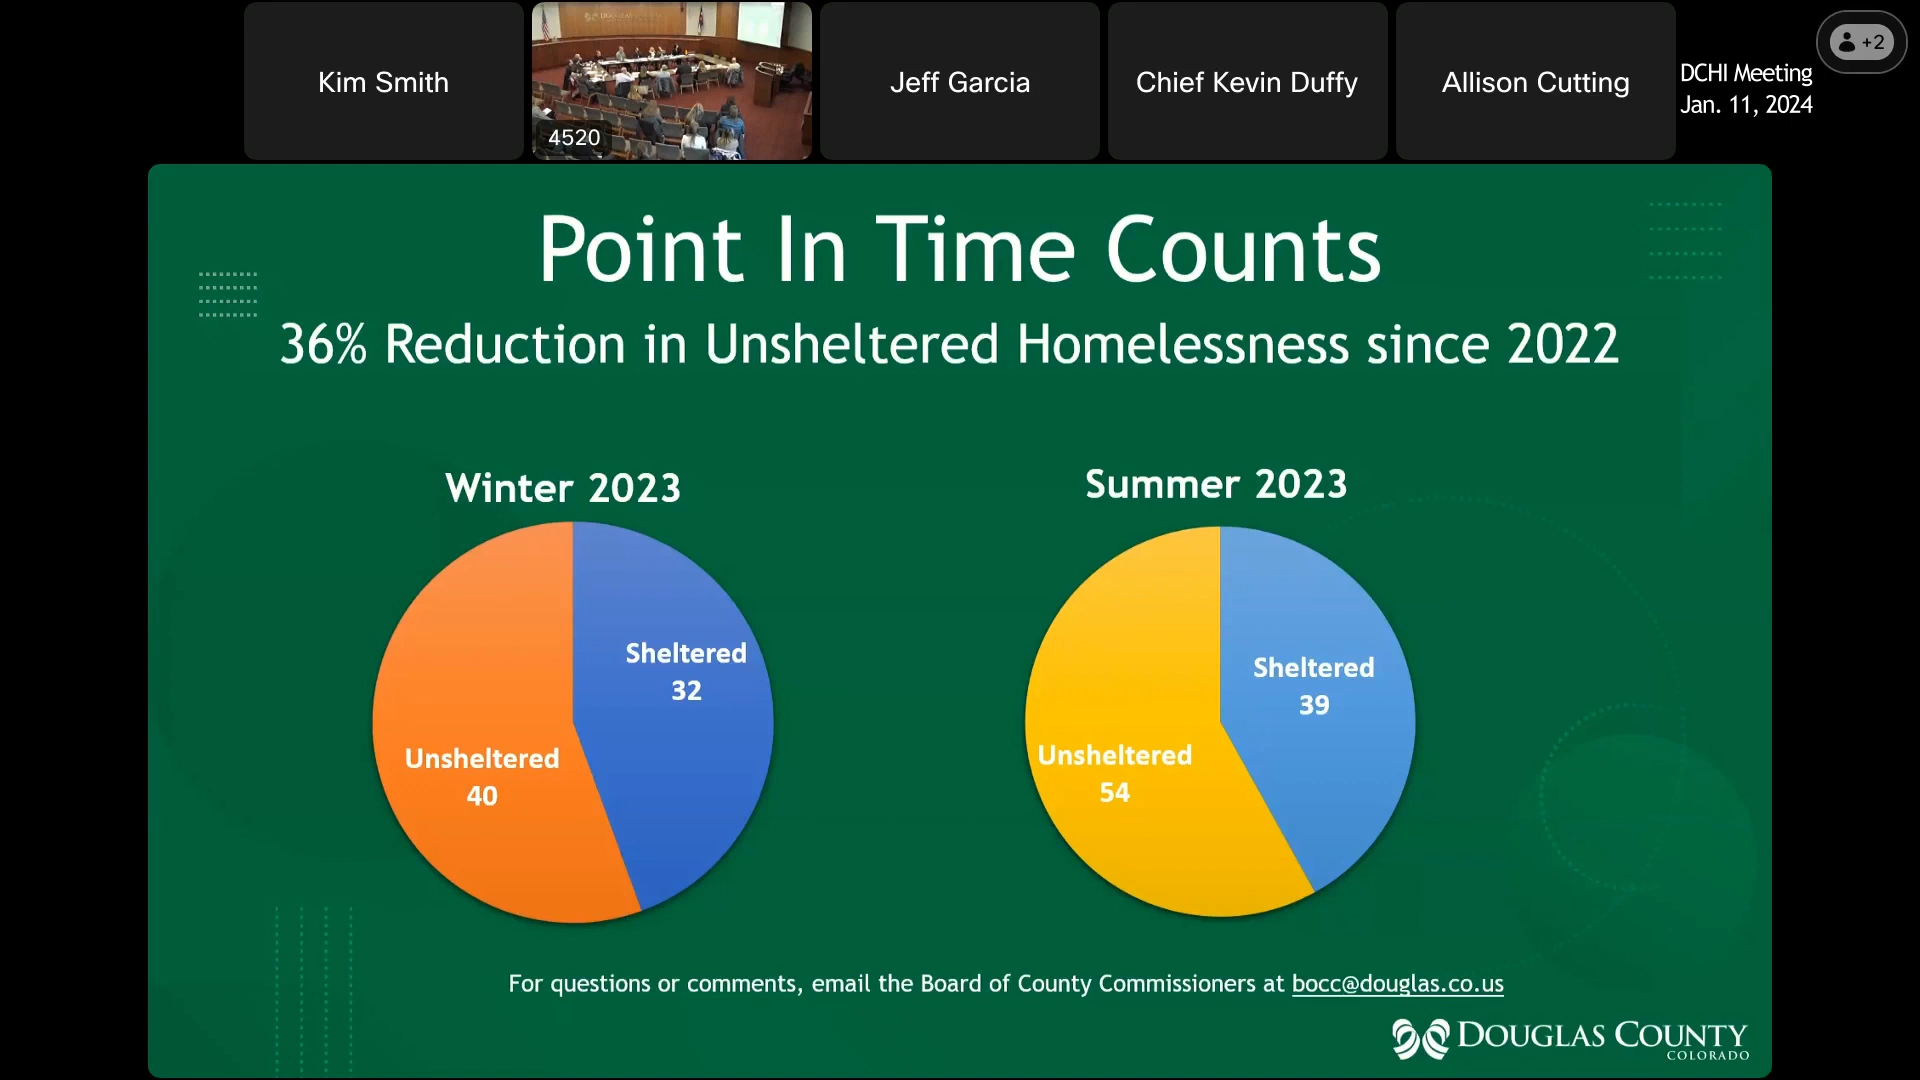 Kim Smith
4520
Jeff Garcia
Chief Kevin Duffy
Allison Cutting
DCHI Meeting
Jan. 11, 2024
+2
Point In Time Counts
36% Reduction in Unsheltered Homelessness since 2022
Winter 2023
Sheltered
32
Unsheltered
40
Summer 2023
Sheltered
39
Unsheltered
54
For questions or comments, email the Board of County Commissioners at bocc@douglas.co.us
DOUGLAS COUNTY
COLORADO